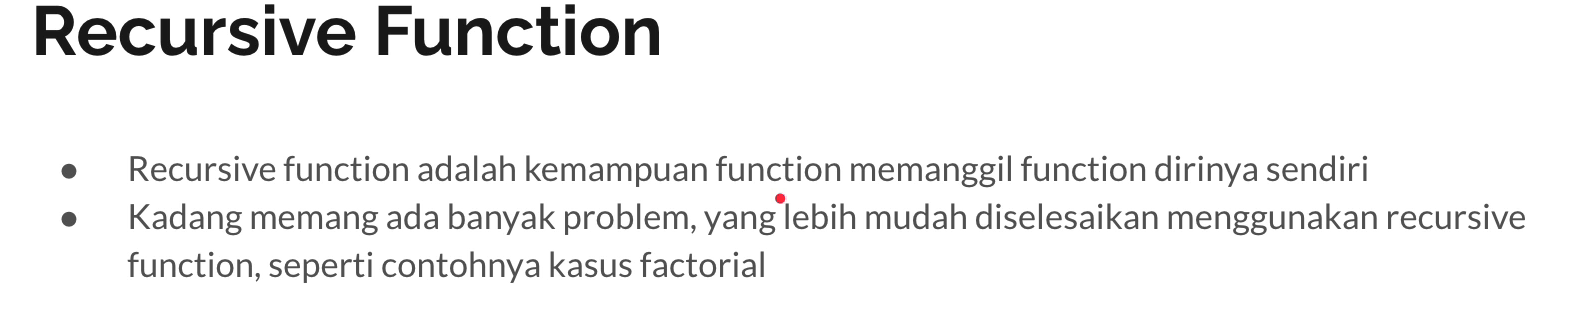 Recursive Function
● Recursive function adalah kemampuan function memanggil function dirinya sendiri
● Kadang memang ada banyak problem, yang lebih mudah diselesaikan menggunakan recursive
function, seperti contohnya kasus factorial